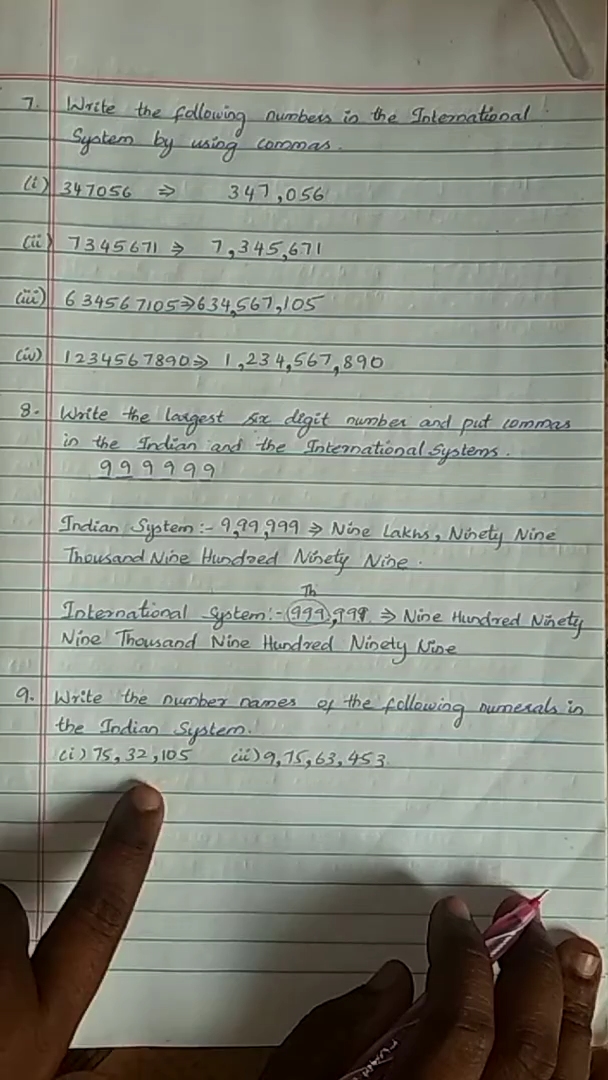 7. Write the following numbers in the International
System by using commas.
(i) 347056 ⇒ 347,056
(ii) 7345671 ⇒ 7,345,671
(iii) 634567105⇒634,567,105
(iv) 1234567890⇒ 1,234,567,890
8. Write the largest six digit number and put commas
in the Indian and the International Systems.
999999
Indian System:- 9,99,999 ⇒ Nine Lakhs, Ninety Nine
Thousand Nine Hundred Ninety Nine.
Th
International System:- 999,999 ⇒ Nine Hundred Ninety
Nine Thousand Nine Hundred Ninety Nine
9. Write the number names of the following numerals in
the Indian System.
(i) 75,32,105 (ii) 9,75,63,453